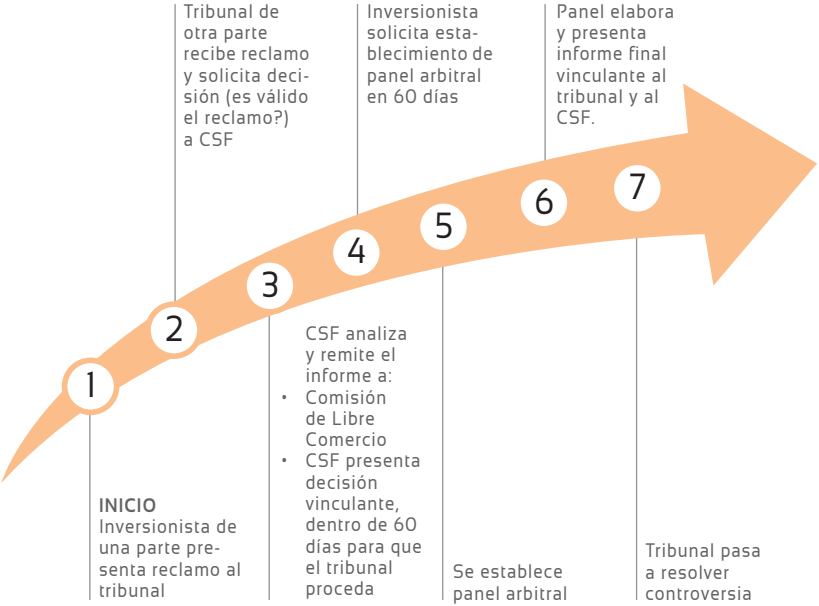 1
INICIO
Inversionista de
una parte pre-
senta reclamo al
tribunal
2
Tribunal de
otra parte
recibe reclamo
y solicita deci-
sión (es válido
el reclamo?)
a CSF
3
CSF analiza
y remite el
informe a:
• Comisión
de Libre
Comercio
• CSF presenta
decisión
vinculante,
dentro de 60
días para que
el tribunal
proceda
4
Inversionista
solicita esta-
blecimiento de
panel arbitral
en 60 días
5
Se establece
panel arbitral
6
Panel elabora
y presenta
informe final
vinculante al
tribunal y al
CSF.
7
Tribunal pasa
a resolver
controversia